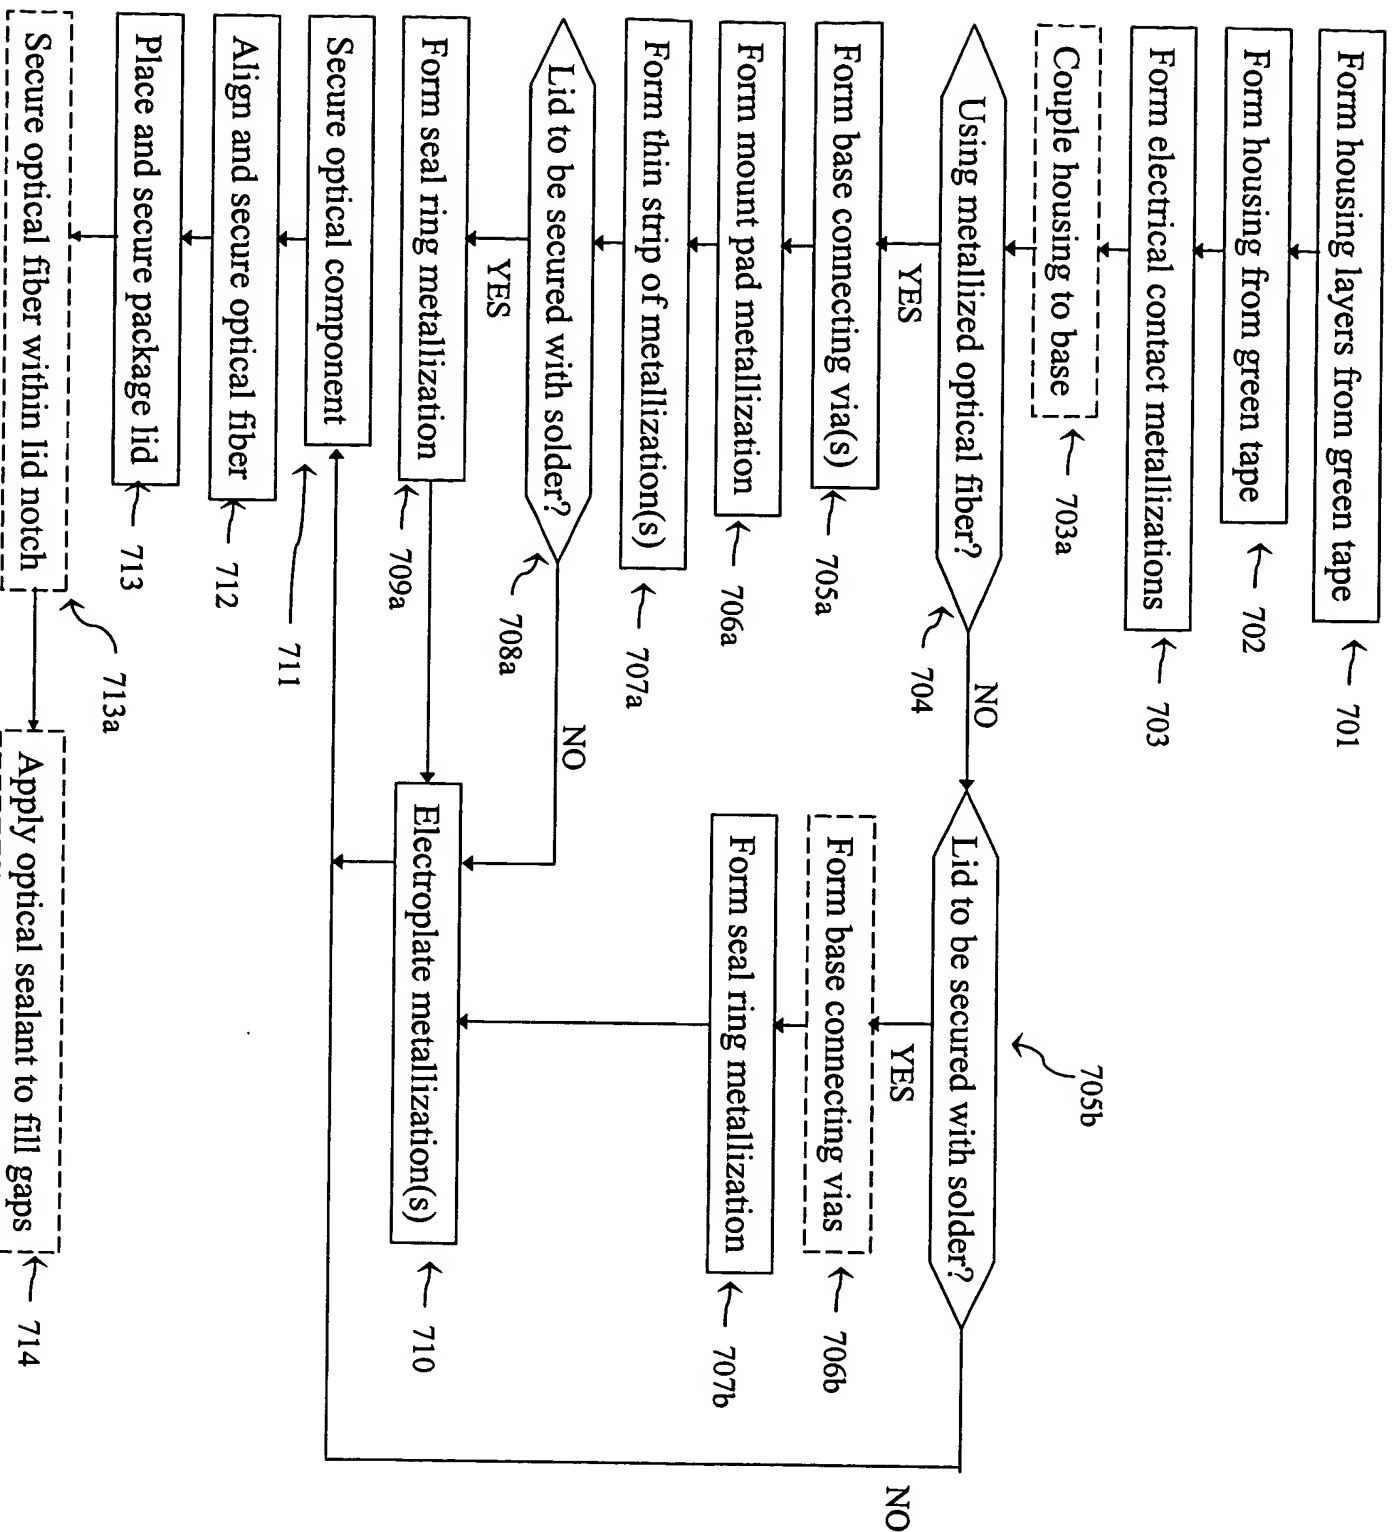 Form housing layers from green tape
701
Form housing from green tape
702
Form electrical contact metallizations
703
Couple housing to base
703a
Using metallized optical fiber?
704
NO
YES
Lid to be secured with solder?
705b
NO
YES
Form base connecting via(s)
705a
Form base connecting vias
706b
Form mount pad metallization
706a
Form seal ring metallization
707b
Form thin strip of metallization(s)
707a
Lid to be secured with solder?
708a
NO
YES
Form seal ring metallization
709a
Electroplate metallization(s)
710
Secure optical component
711
Align and secure optical fiber
712
Place and secure package lid
713
Secure optical fiber within lid notch
713a
Apply optical sealant to fill gaps
714